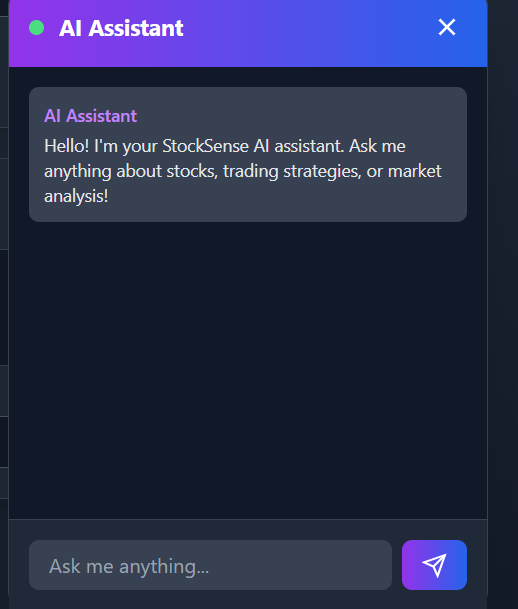 AI Assistant
AI Assistant
Hello! I'm your StockSense AI assistant. Ask me
anything about stocks, trading strategies, or market
analysis!
Ask me anything...